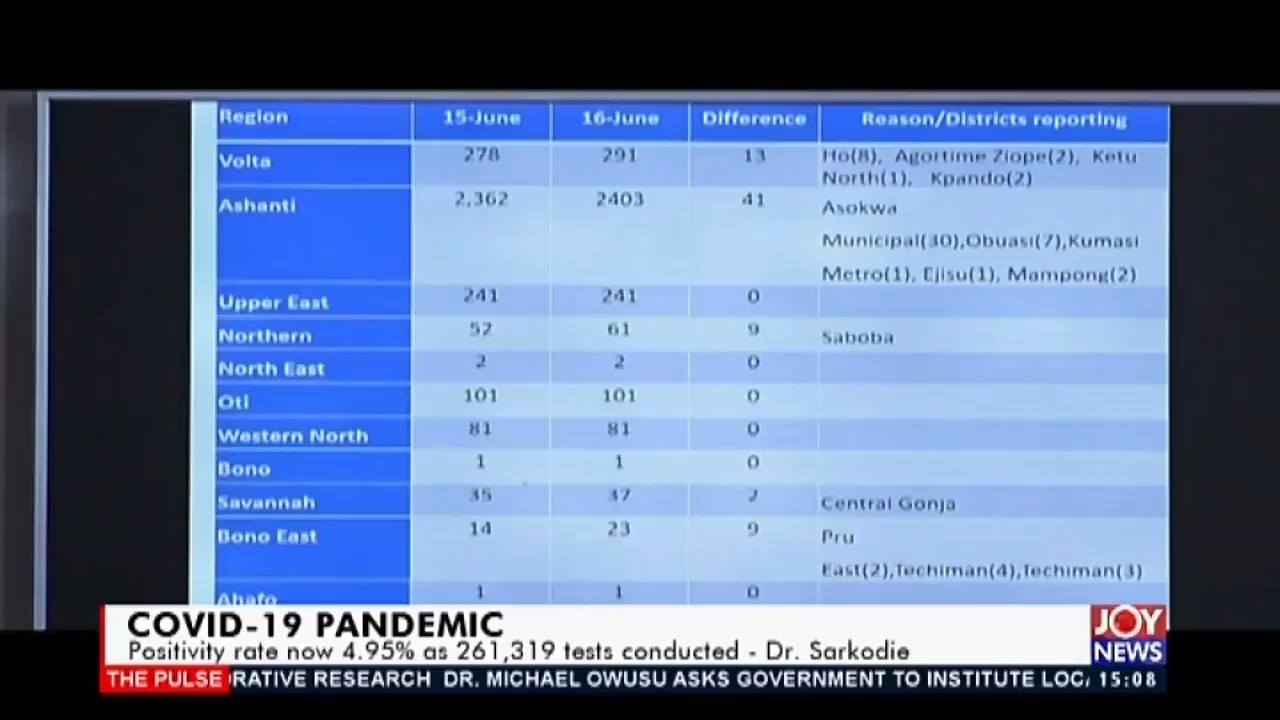 Region 15-June 16-June Difference Reason/Districts reporting
Volta 278 291 13 Ho(8), Agortime Ziope(2), Ketu
North(1), Kpando(2)
Ashanti 2,362 2403 41 Asokwa
Municipal(30),Obuasi(7),Kumasi
Metro(1), Ejisu(1), Mampong(2)
Upper East 241 241 0
Northern 52 61 9 Saboba
North East 2 2 0
Oti 101 101 0
Western North 81 81 0
Bono 1 1 0
Savannah 35 37 2 Central Gonja
Bono East 14 23 9 Pru
East(2),Techiman(4),Techiman(3)
Ahafo 1 1 0
COVID-19 PANDEMIC
Positivity rate now 4.95% as 261,319 tests conducted - Dr. Sarkodie
JOY
NEWS
THE PULSE RATIVE RESEARCH DR. MICHAEL OWUSU ASKS GOVERNMENT TO INSTITUTE LOC 15:08